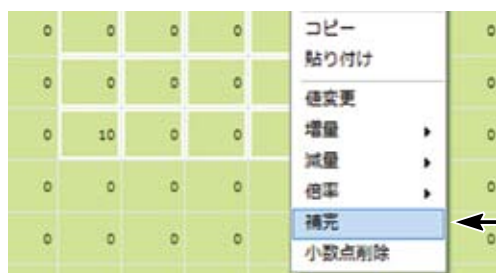 0 0 0 0 コピー 0
貼り付け
0 0 0 0 値変更 0
0 10 0 0 増量 0
減量
0 0 0 0 倍率 0
補完
0 0 0 0 小数点削除 0